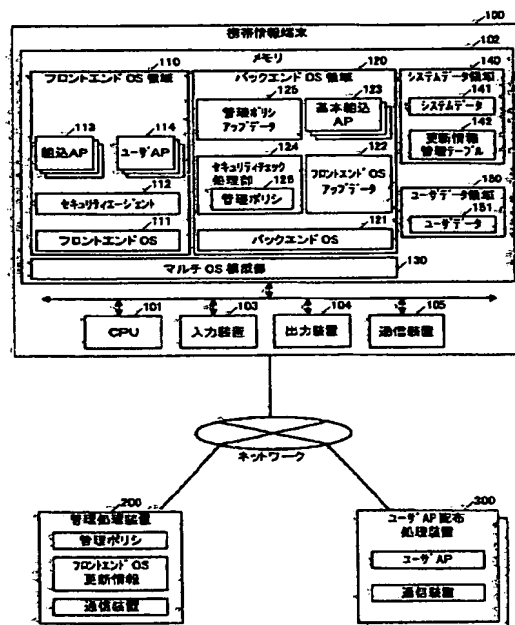 100
携帯情報端末
102
メモリ
110
フロントエンドOS領域
113
組込AP
114
ユーザAP
112
セキュリティエージェント
111
フロントエンドOS
120
バックエンドOS領域
125
管理ポリシ
アップデータ
123
基本組込
AP
124
セキュリティチェック
処理部
126
管理ポリシ
122
フロントエンドOS
アップデータ
121
バックエンドOS
140
システムデータ領域
141
システムデータ
142
更新情報
管理テーブル
150
ユーザデータ領域
151
ユーザデータ
マルチOS構成部
130
101
CPU
103
入力装置
104
出力装置
105
通信装置
ネットワーク
200
管理処理装置
管理ポリシ
フロントエンドOS
更新情報
通信装置
300
ユーザAP配布
処理装置
ユーザAP
通信装置